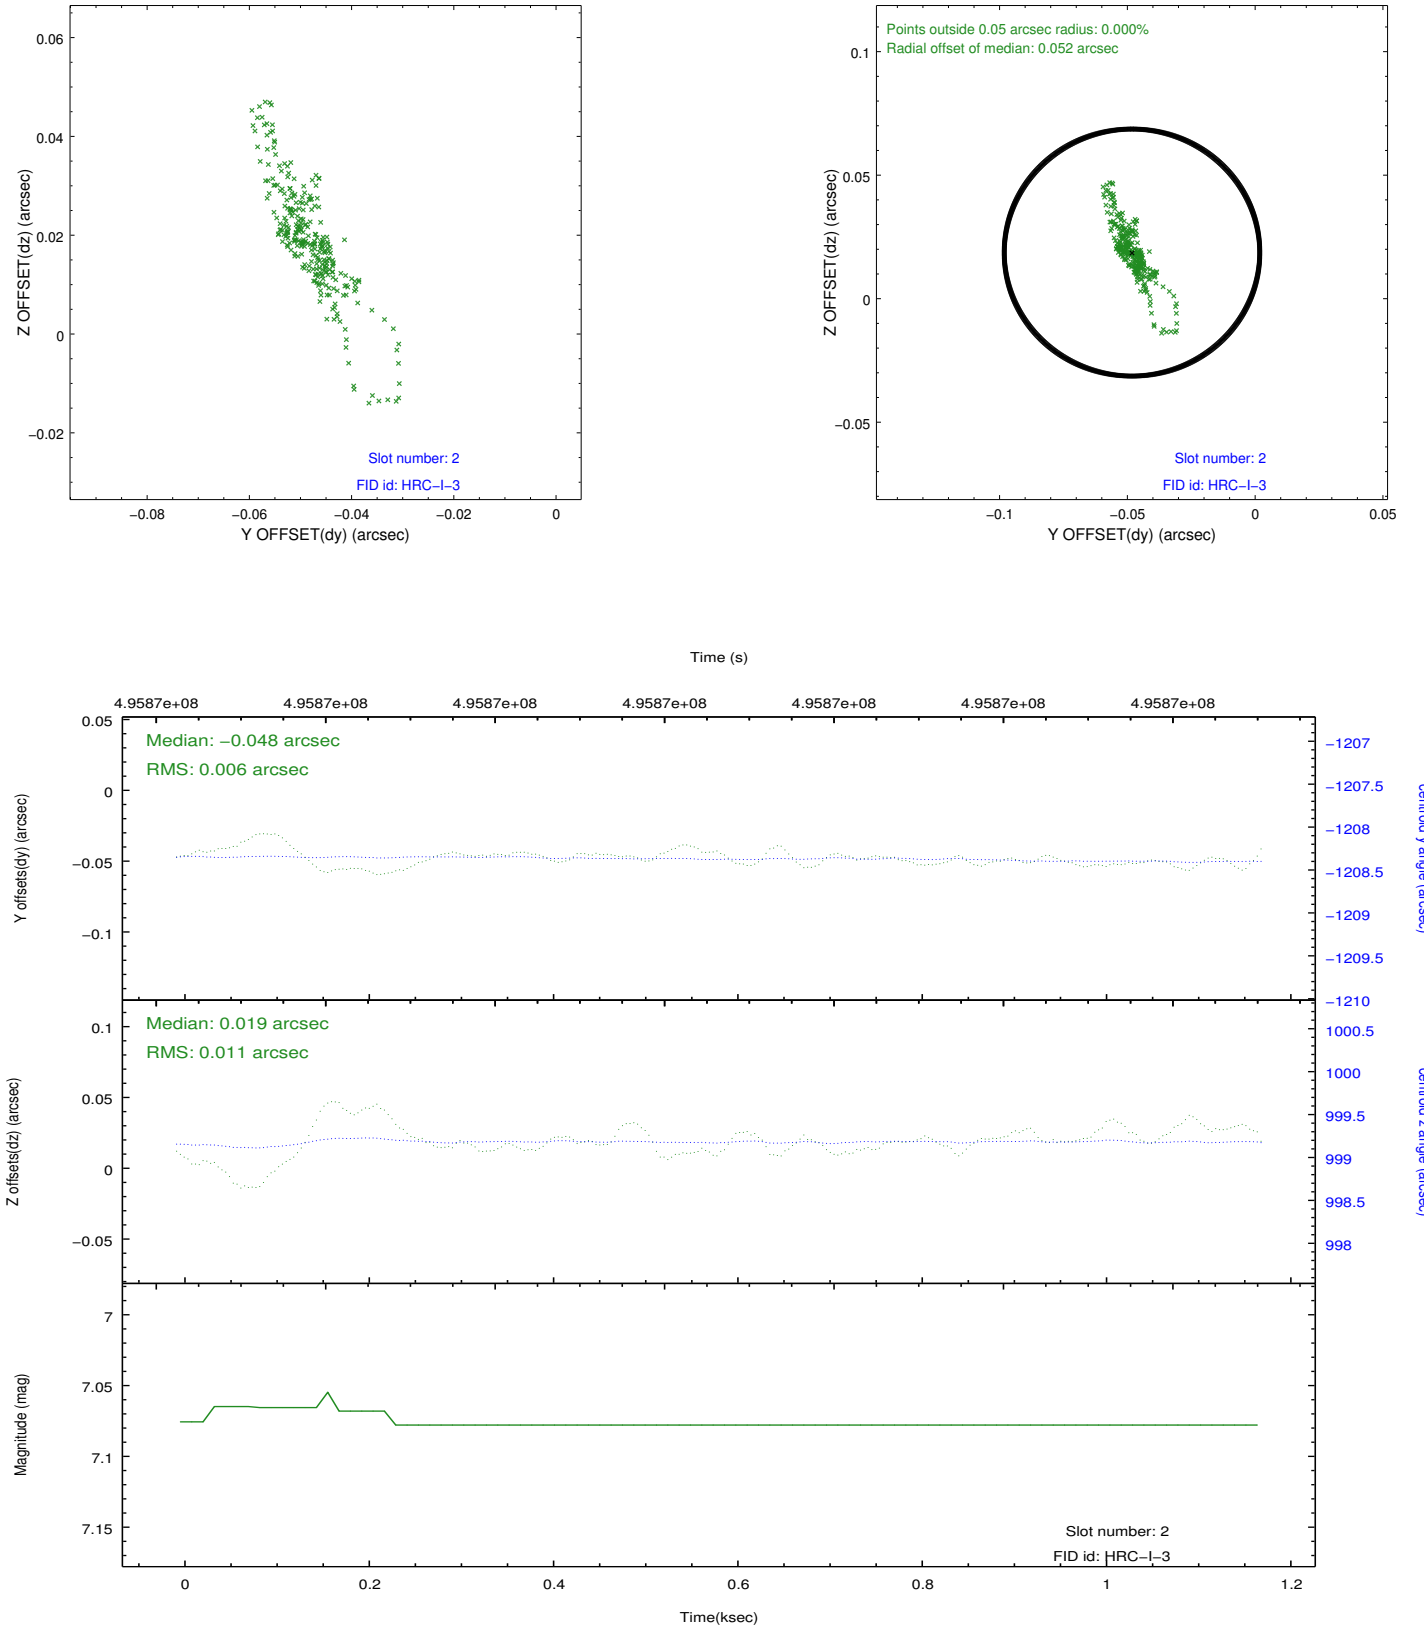 Points outside 0.05 arcsec radius: 0.000%
Radial offset of median: 0.052 arcsec
0.06
0.04
0.02
0
−0.02
Z OFFSET(dz) (arcsec)
Slot number: 2
FID id: HRC−I−3
−0.08
−0.06
−0.04
−0.02
0
Y OFFSET(dy) (arcsec)
0.1
0.05
0
−0.05
Z OFFSET(dz) (arcsec)
Slot number: 2
FID id: HRC−I−3
−0.1
−0.05
0
0.05
Y OFFSET(dy) (arcsec)
Time (s)
4.9587e+08
4.9587e+08
4.9587e+08
4.9587e+08
4.9587e+08
4.9587e+08
4.9587e+08
Median: −0.048 arcsec
RMS: 0.006 arcsec
0.05
0
−0.05
−0.1
Y offsets(dy) (arcsec)
−1207
−1207.5
−1208
−1208.5
−1209
−1209.5
−1210
y angle (arcsec)
Median: 0.019 arcsec
RMS: 0.011 arcsec
0.1
0.05
0
−0.05
Z offsets(dz) (arcsec)
1000.5
1000
999.5
999
998.5
998
z angle (arcsec)
7
7.05
7.1
7.15
Magnitude (mag)
Slot number: 2
FID id: HRC−I−3
0
0.2
0.4
0.6
0.8
1
1.2
Time(ksec)